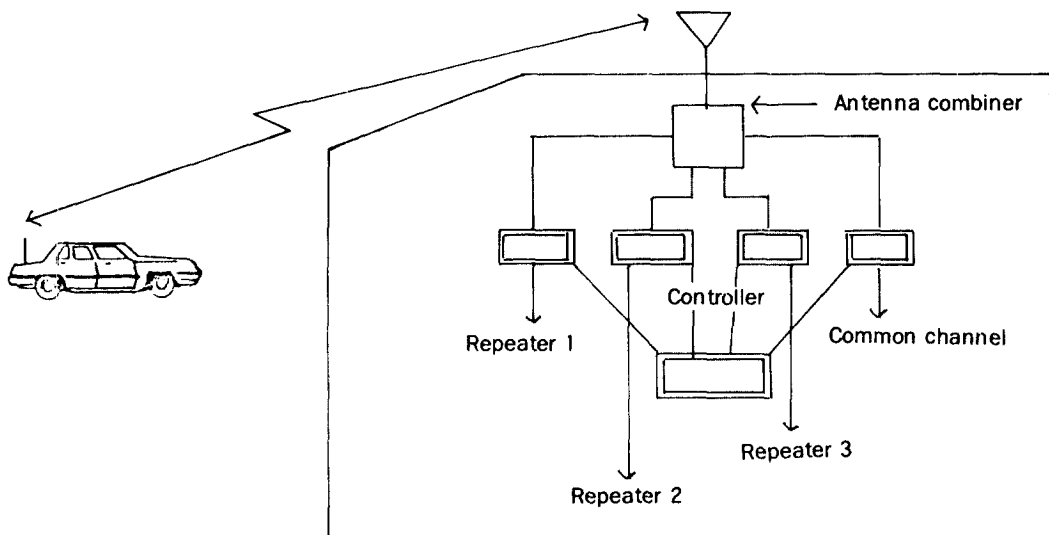 Antenna combiner
Controller
Repeater 1
Common channel
Repeater 3
Repeater 2